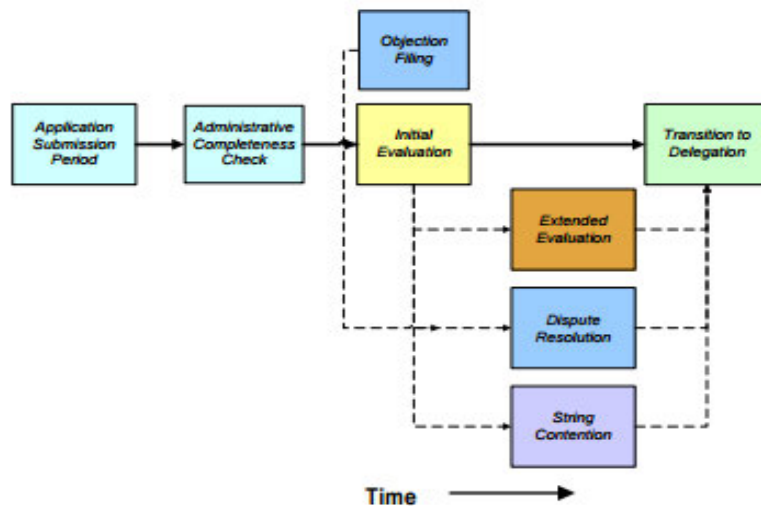 Objection
Filling
Application
Submission
Period
Administrative
Completeness
Check
Initial
Evaluation
Transition to
Delegation
Extended
Evaluation
Dispute
Resolution
String
Contention
Time